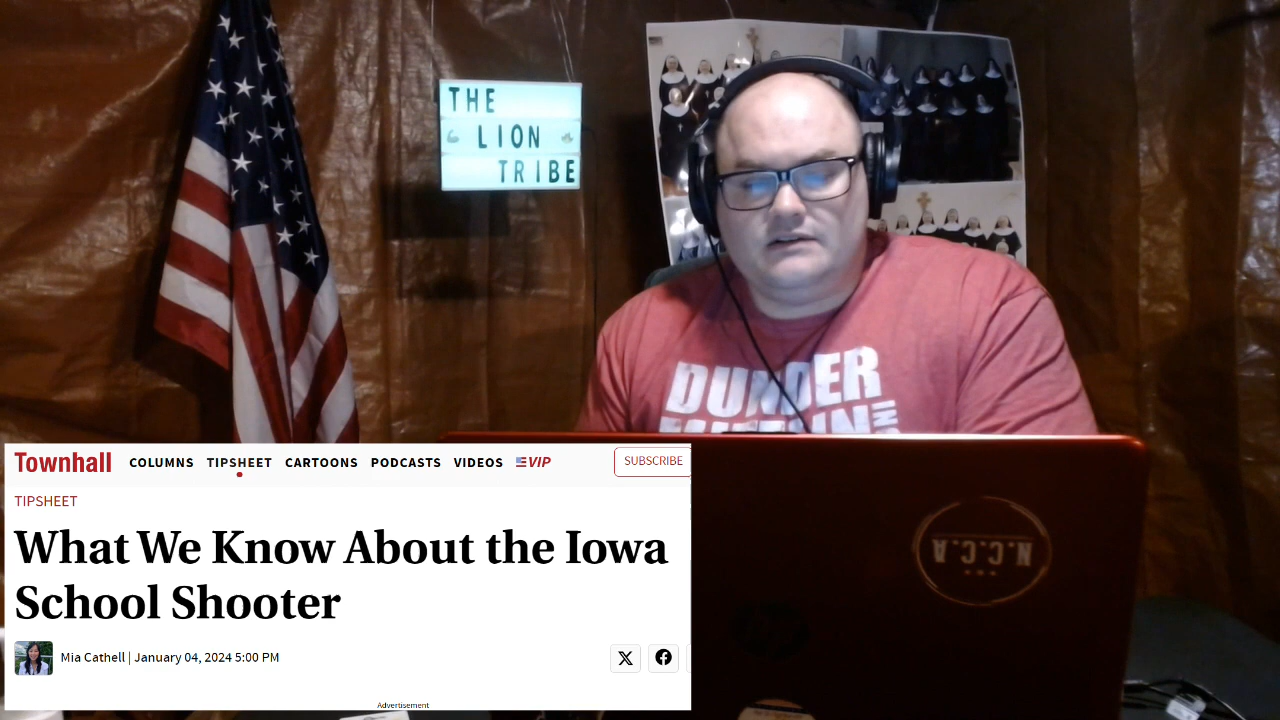 THE
LION
TRIBE
DUNDER
N.C.C.A
Townhall COLUMNS TIPSHEET CARTOONS PODCASTS VIDEOS VIP SUBSCRIBE
TIPSHEET
What We Know About the Iowa
School Shooter
Mia Cathell | January 04, 2024 5:00 PM
Advertisement